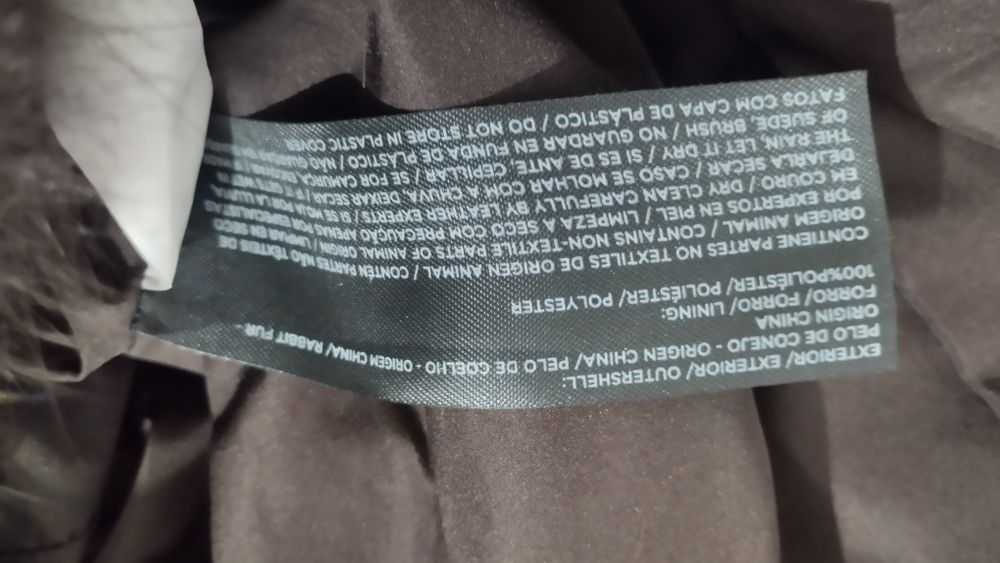 EXTERIOR/ EXTERIOR/ OUTERSHELL:
PELO DE CONEJO - ORIGEN CHINA/ PELO DE COELHO - ORIGEM CHINA/ RABBIT FUR -
ORIGIN CHINA
FORRO/ FORRO/ LINING:
100%POLIÉSTER/ POLIÉSTER/ POLYESTER
CONTIENE PARTES NO TEXTILES DE ORIGEN ANIMAL / CONTÉM PARTES NÃO TÊXTEIS DE
ORIGEM ANIMAL / CONTAINS NON-TEXTILE PARTS OF ANIMAL ORIGIN / LIMPIAR EN SECO
POR EXPERTOS EN PIEL / LIMPEZA A SECO COM PRECAUÇÃO APENAS POR ESPECIALISTAS
EM COURO / DRY CLEAN CAREFULLY BY LEATHER EXPERTS / SI SE MOJA POR LA LLUVIA,
DEJARLA SECAR / CASO SE MOLHAR COM A CHUVA, DEIXAR SECAR / IF IT GETS WET IN
THE RAIN, LET IT DRY / SI ES DE ANTE, CEPILLAR / SE FOR CAMURÇA,
OF SUEDE, BRUSH / NO GUARDAR EN FUNDA DE PLÁSTICO / NÃO GUARDAR
FATOS COM CAPA DE PLÁSTICO / DO NOT STORE IN PLASTIC COVER